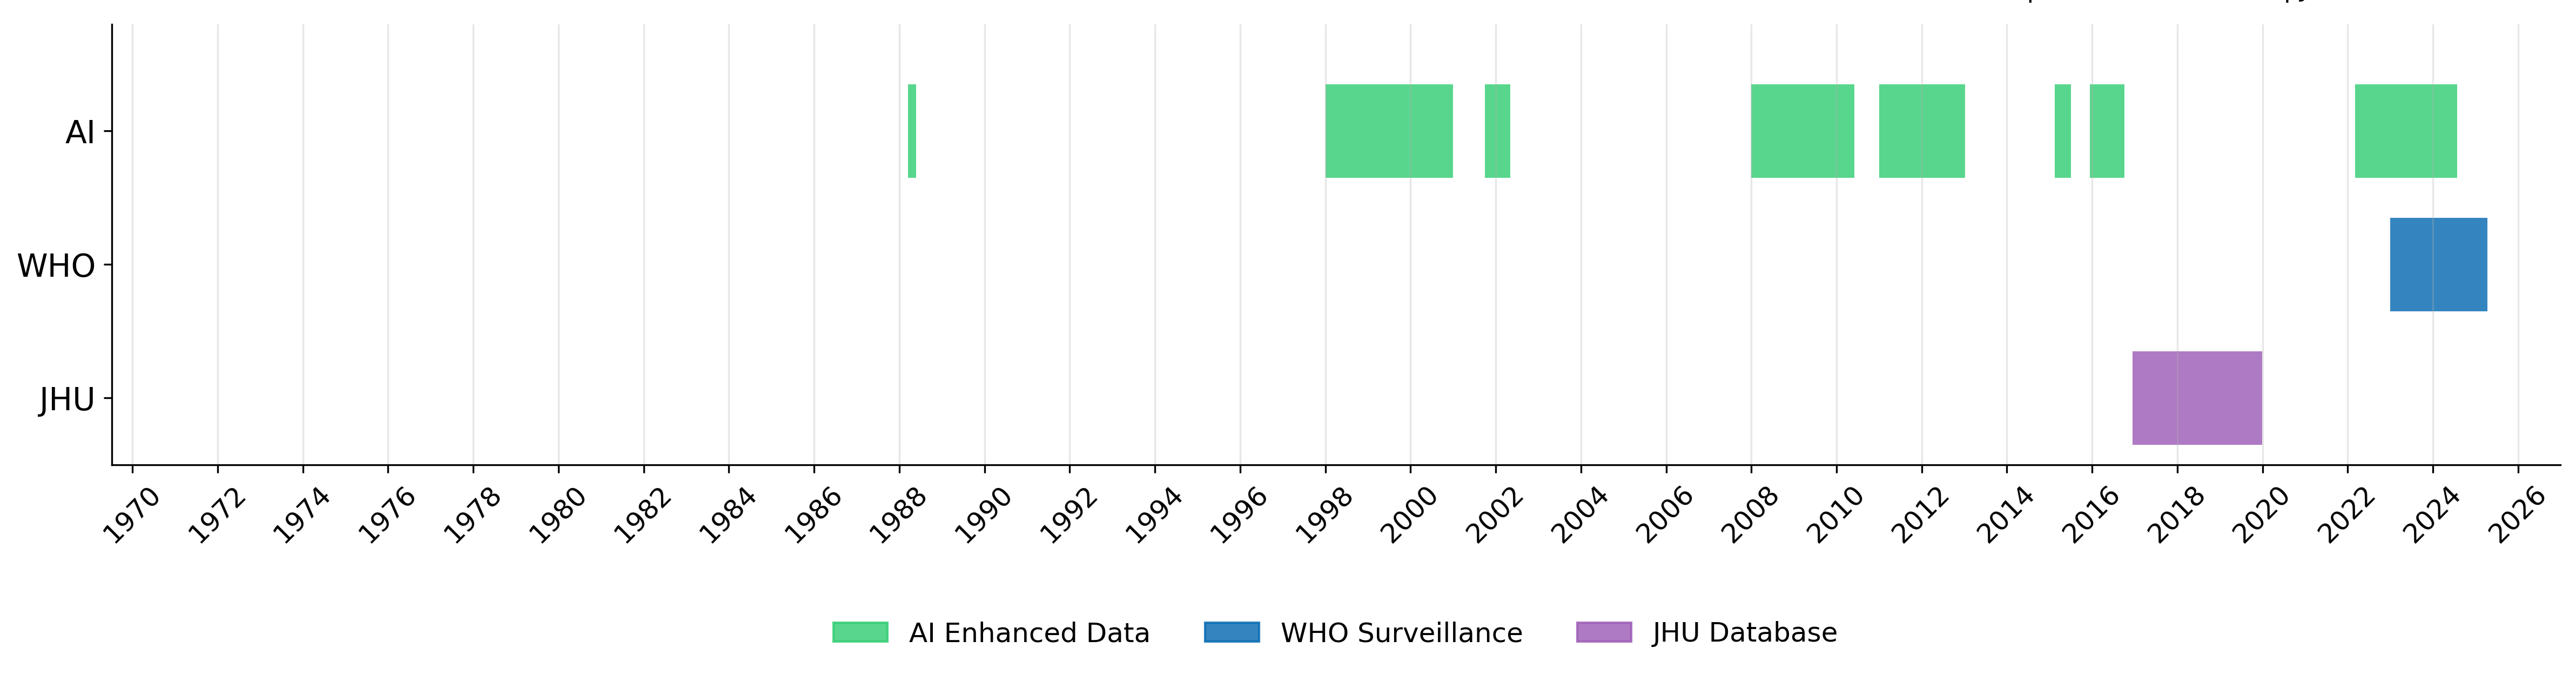 AI
WHO
JHU
1970 1972 1974 1976 1978 1980 1982 1984 1986 1988 1990 1992 1994 1996 1998 2000 2002 2004 2006 2008 2010 2012 2014 2016 2018 2020 2022 2024 2026
AI Enhanced Data WHO Surveillance JHU Database